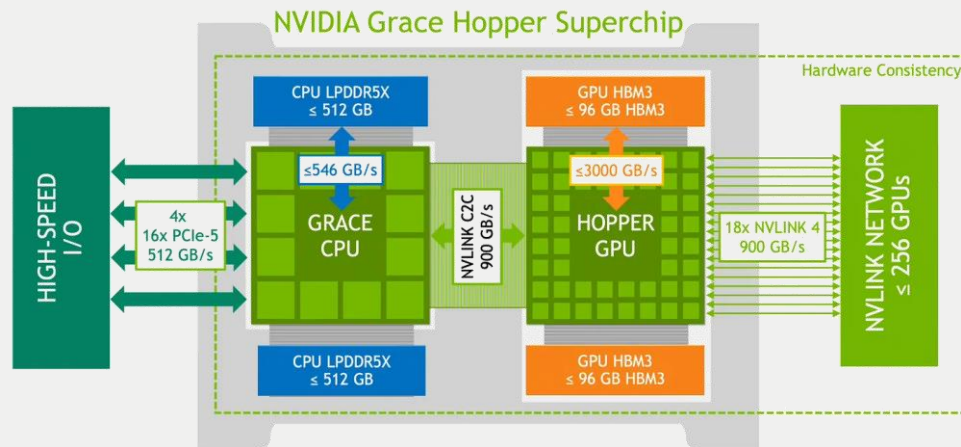 NVIDIA Grace Hopper Superchip
Hardware Consistency
HIGH-SPEED
I/O
4x
16x PCIe-5
512 GB/s
CPU LPDDR5X
≤ 512 GB
≤546 GB/s
GRACE
CPU
CPU LPDDR5X
≤ 512 GB
NVLINK C2C
900 GB/s
GPU HBM3
≤ 96 GB HBM3
≤3000 GB/s
HOPPER
GPU
GPU HBM3
≤ 96 GB HBM3
18x NVLINK 4
900 GB/s
NVLINK NETWORK
≤ 256 GPUs